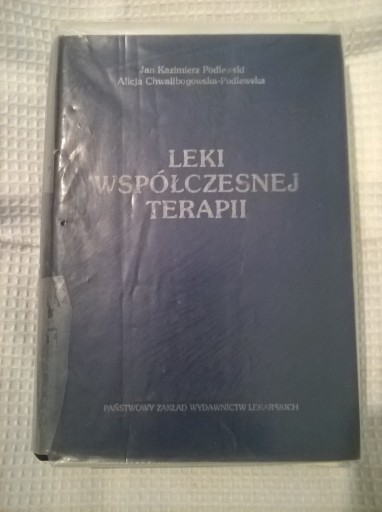 Jan Kazimierz Podlewski
Alicja Chwalibogowska-Podlewska
LEKI
WSPÓŁCZESNEJ
TERAPII
PAŃSTWOWY ZAKŁAD WYDAWNICTW LEKARSKICH